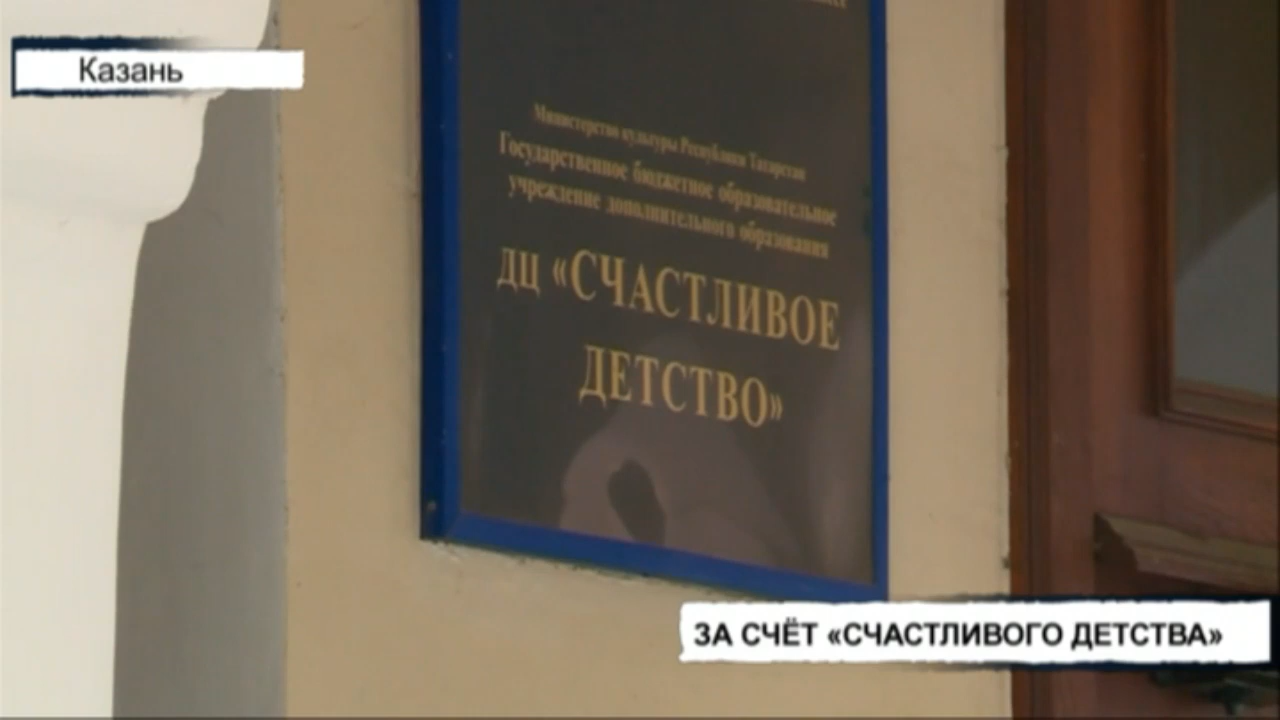 Казань
Министерство культуры Республики Татарстан
Государственное бюджетное образовательное
учреждение дополнительного образования
ДЦ «СЧАСТЛИВОЕ
ДЕТСТВО»
ЗА СЧЁТ «СЧАСТЛИВОГО ДЕТСТВА»